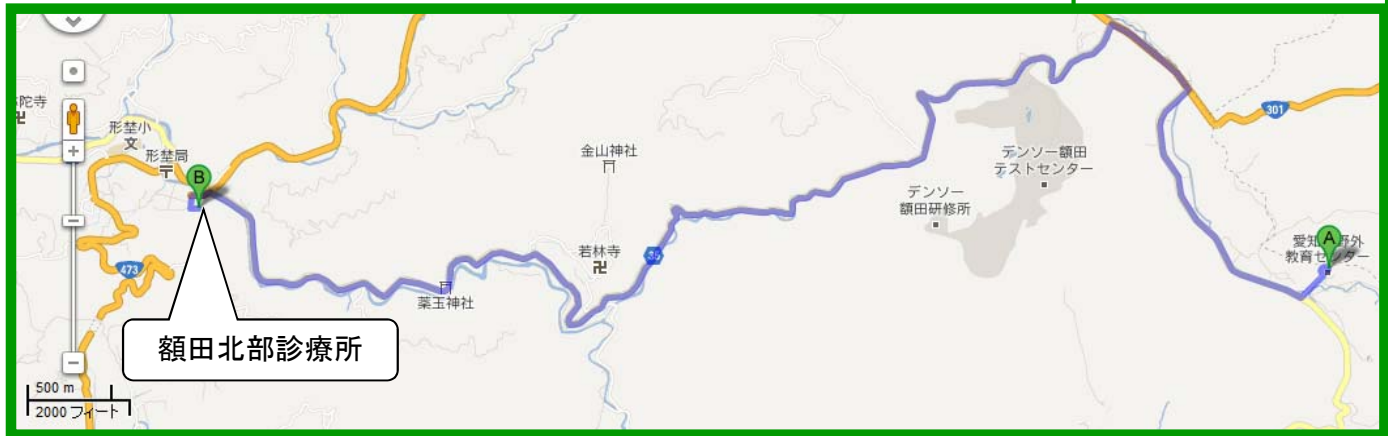 陀寺
卍
形埜小
文
形埜局
〒
B
金山神社
301
デンソー額田
テストセンター
デンソー
額田研修所
A
愛知
野外
教育センター
若林寺
卍
35
473
薬玉神社
額田北部診療所
500 m
2000 フィート